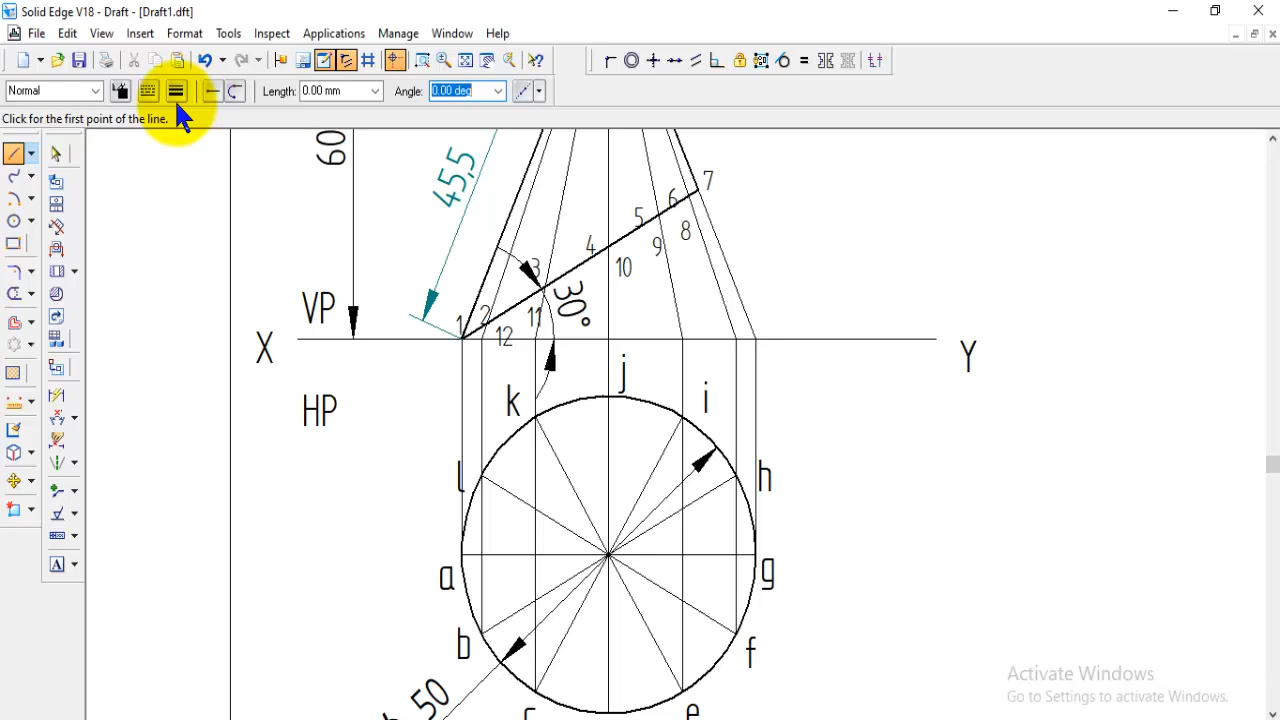 Solid Edge V18 - Draft - [Draft1.dft]
File Edit View Insert Format Tools Inspect Applications Manage Window Help
Normal Length: 0.00 mm Angle: 0.00 deg
Click for the first point of the line.
60
45,5
7
6
5
8
4
9
3
10
30°
VP
1
2
11
12
X
Y
j
k
i
HP
l
h
a
g
b
f
50
c
e
A
Activate Windows
Go to Settings to activate Windows.